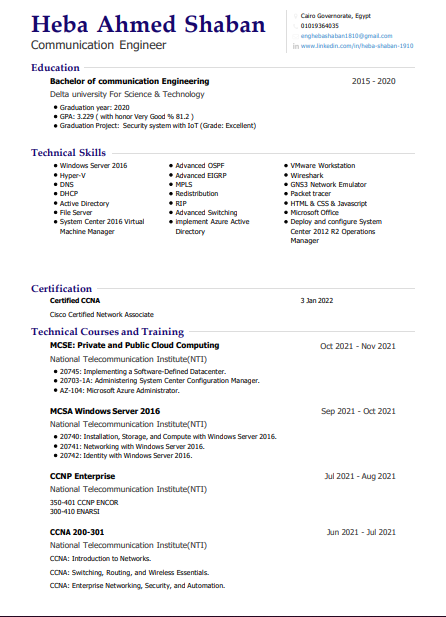 Heba Ahmed Shaban
Communication Engineer
Cairo Governorate, Egypt
01019364035
enghebashaban1810@gmail.com
in www.linkedin.com/in/heba-shaban-1910
Education
Bachelor of communication Engineering 2015 - 2020
Delta university For Science & Technology
• Graduation year: 2020
• GPA: 3.229 ( with honor Very Good % 81.2 )
• Graduation Project: Security system with IoT (Grade: Excellent)
Technical Skills
• Windows Server 2016
• Hyper-V
• DNS
• DHCP
• Active Directory
• File Server
• System Center 2016 Virtual
Machine Manager
• Advanced OSPF
• Advanced EIGRP
• MPLS
• Redistribution
• RIP
• Advanced Switching
• implement Azure Active
Directory
• VMware Workstation
• Wireshark
• GNS3 Network Emulator
• Packet tracer
• HTML & CSS & Javascript
• Microsoft Office
• Deploy and configure System
Center 2012 R2 Operations
Manager
Certification
Certified CCNA 3 Jan 2022
Cisco Certified Network Associate
Technical Courses and Training
MCSE: Private and Public Cloud Computing Oct 2021 - Nov 2021
National Telecommunication Institute(NTI)
• 20745: Implementing a Software-Defined Datacenter.
• 20703-1A: Administering System Center Configuration Manager.
• AZ-104: Microsoft Azure Administrator.
MCSA Windows Server 2016 Sep 2021 - Oct 2021
National Telecommunication Institute(NTI)
• 20740: Installation, Storage, and Compute with Windows Server 2016.
• 20741: Networking with Windows Server 2016.
• 20742: Identity with Windows Server 2016.
CCNP Enterprise Jul 2021 - Aug 2021
National Telecommunication Institute(NTI)
350-401 CCNP ENCOR
300-410 ENARSI
CCNA 200-301 Jun 2021 - Jul 2021
National Telecommunication Institute(NTI)
CCNA: Introduction to Networks.
CCNA: Switching, Routing, and Wireless Essentials.
CCNA: Enterprise Networking, Security, and Automation.